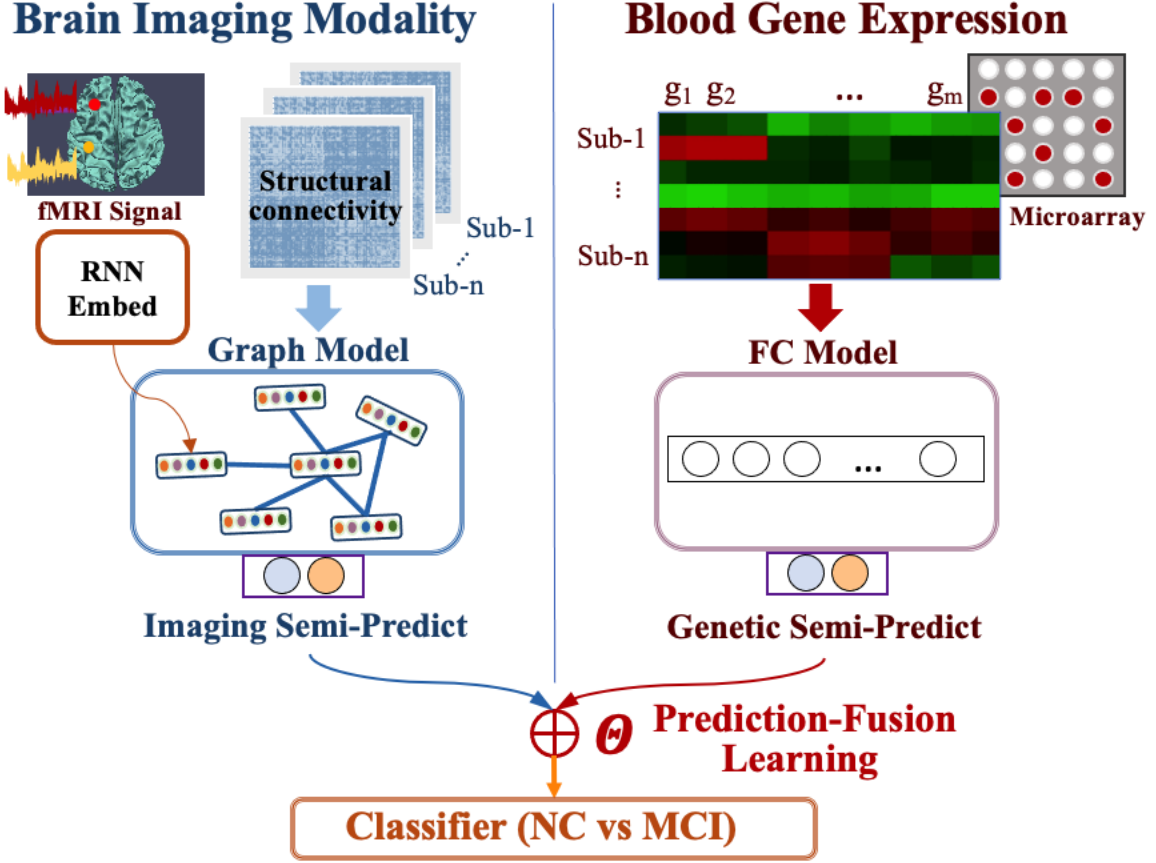 Brain Imaging Modality
fMRI Signal
RNN
Embed
Structural
connectivity
Sub-1
...
Sub-n
Graph Model
Imaging Semi-Predict
Blood Gene Expression
g1 g2 ... gm
Sub-1
...
Sub-n
Microarray
FC Model
...
Genetic Semi-Predict
Θ
Prediction-Fusion
Learning
Classifier (NC vs MCI)